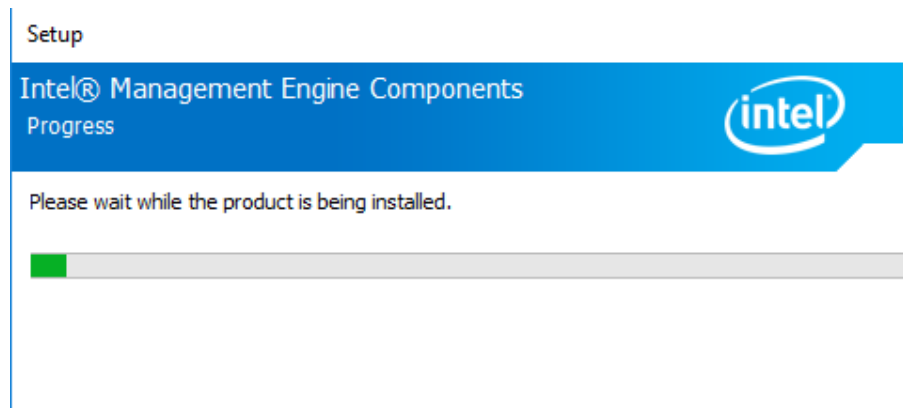 Setup
Intel® Management Engine Components
Progress
intel
Please wait while the product is being installed.